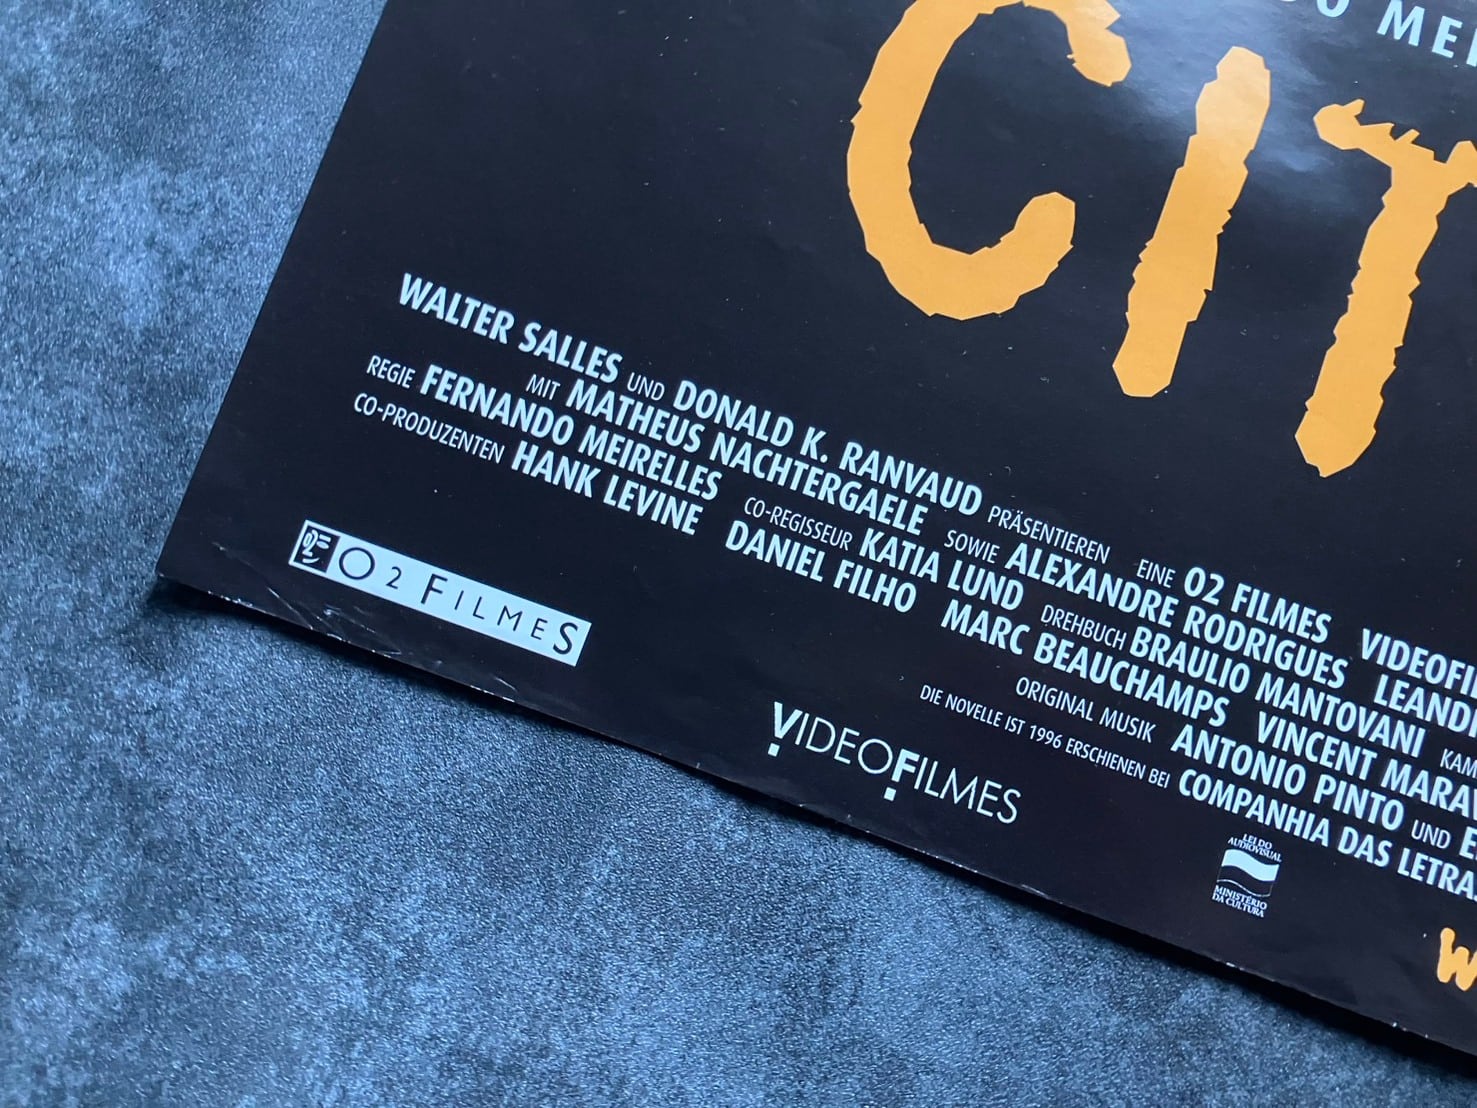 DO MEI
CIT
WALTER SALLES UND DONALD K. RANVAUD PRÄSENTIEREN EINE O2 FILMES VIDEOFI
MIT MATHEUS NACHTERGAELE SOWIE ALEXANDRE RODRIGUES LEAND
REGIE FERNANDO MEIRELLES CO-REGISSEUR KATIA LUND DREHBUCH BRAULIO MANTOVANI KAM
CO-PRODUZENTEN HANK LEVINE DANIEL FILHO MARC BEAUCHAMPS VINCENT MARAV
ORIGINAL MUSIK ANTONIO PINTO UND E
DIE NOVELLE IST 1996 ERSCHIENEN BEI COMPANHIA DAS LETRAS
O2 FILMES
VIDEOFILMES
LEI DO
AUDIOVISUAL
MINISTÉRIO
DA CULTURA
W